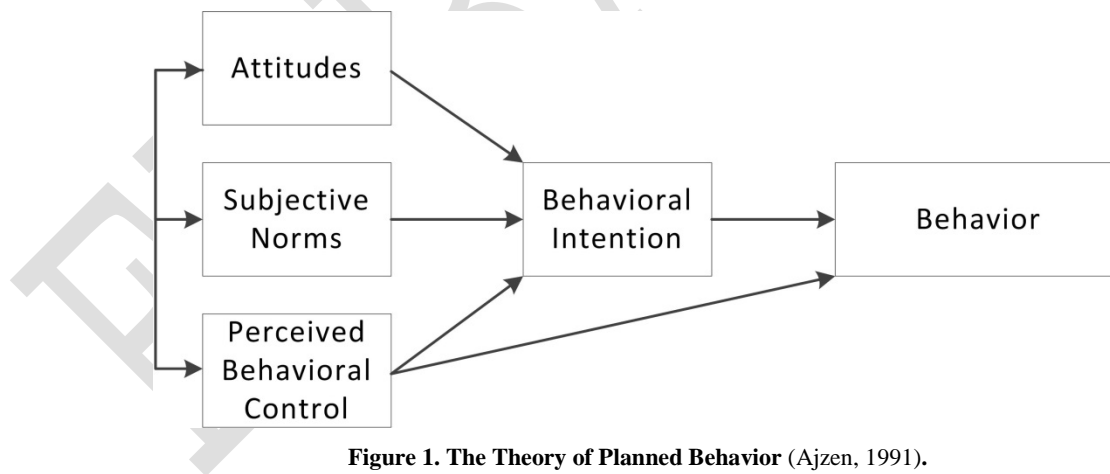 Attitudes
Subjective
Norms
Perceived
Behavioral
Control
Behavioral
Intention
Behavior
Figure 1. The Theory of Planned Behavior (Ajzen, 1991).